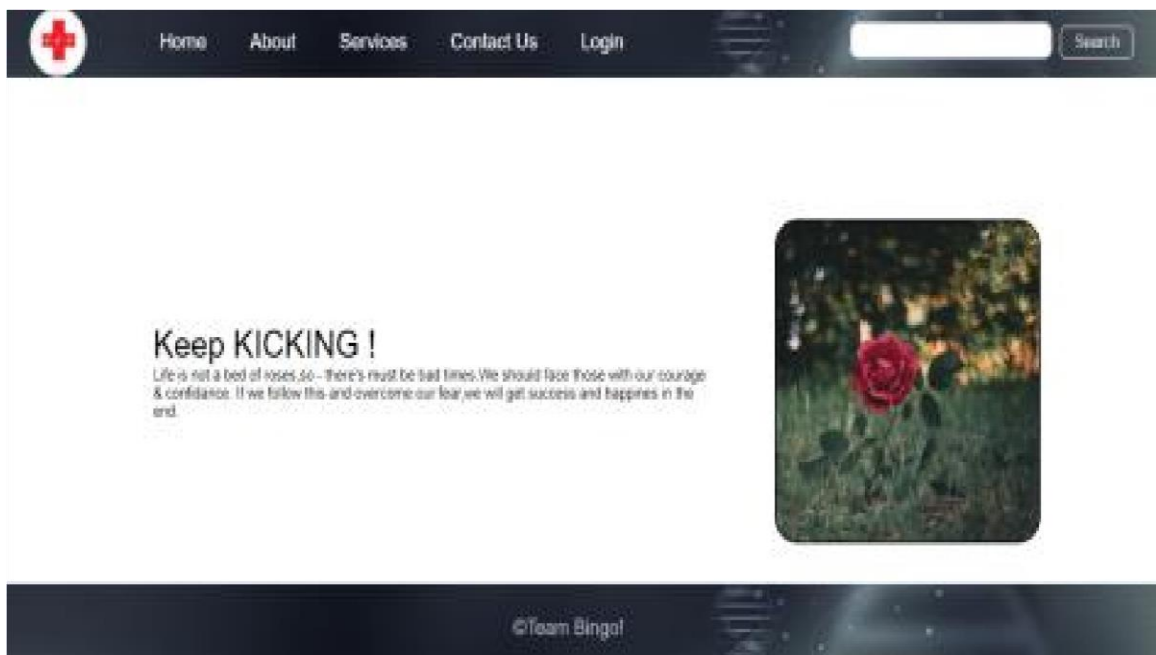 Home About Services Contact Us Login Search
Keep KICKING !
Life is not a bed of roses,so - there's must be bad times.We should face those with our courage
& confidance. If we follow this and overcome our fear,we will get success and happines in the
end.
©Team Bingo!